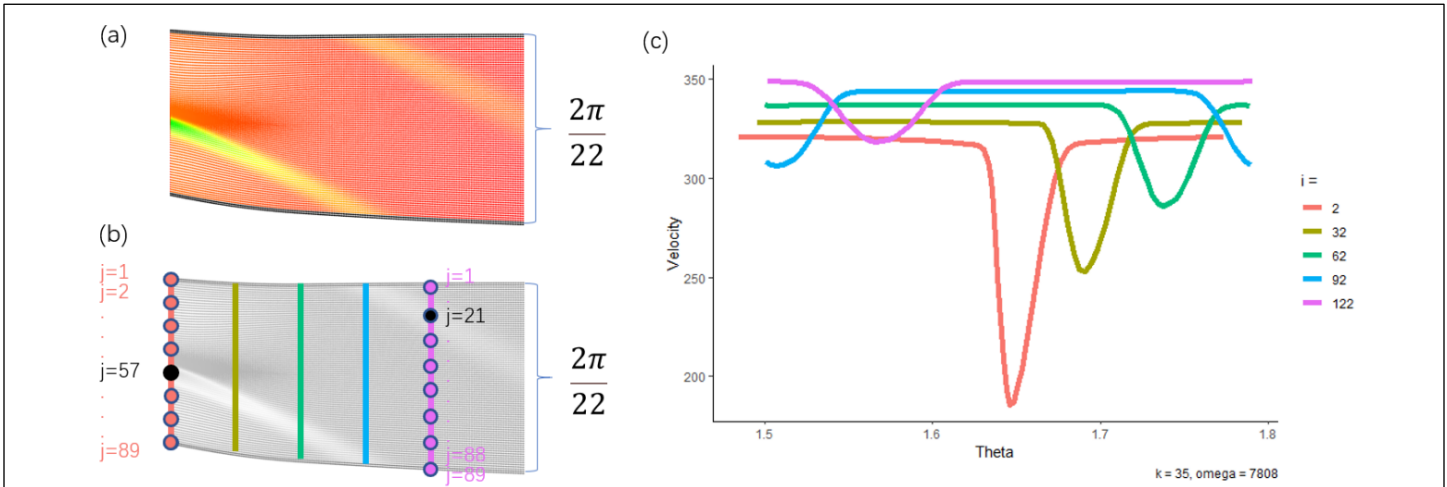 (a)
2π
22
(b)
j=1
j=2
.
.
.
j=57
.
.
.
j=89
j=1
.
j=21
.
.
.
.
.
.
j=88
j=89
2π
22
(c)
Velocity
350
300
250
200
1.5
1.6
1.7
1.8
Theta
i =
2
32
62
92
122
k = 35, omega = 7808